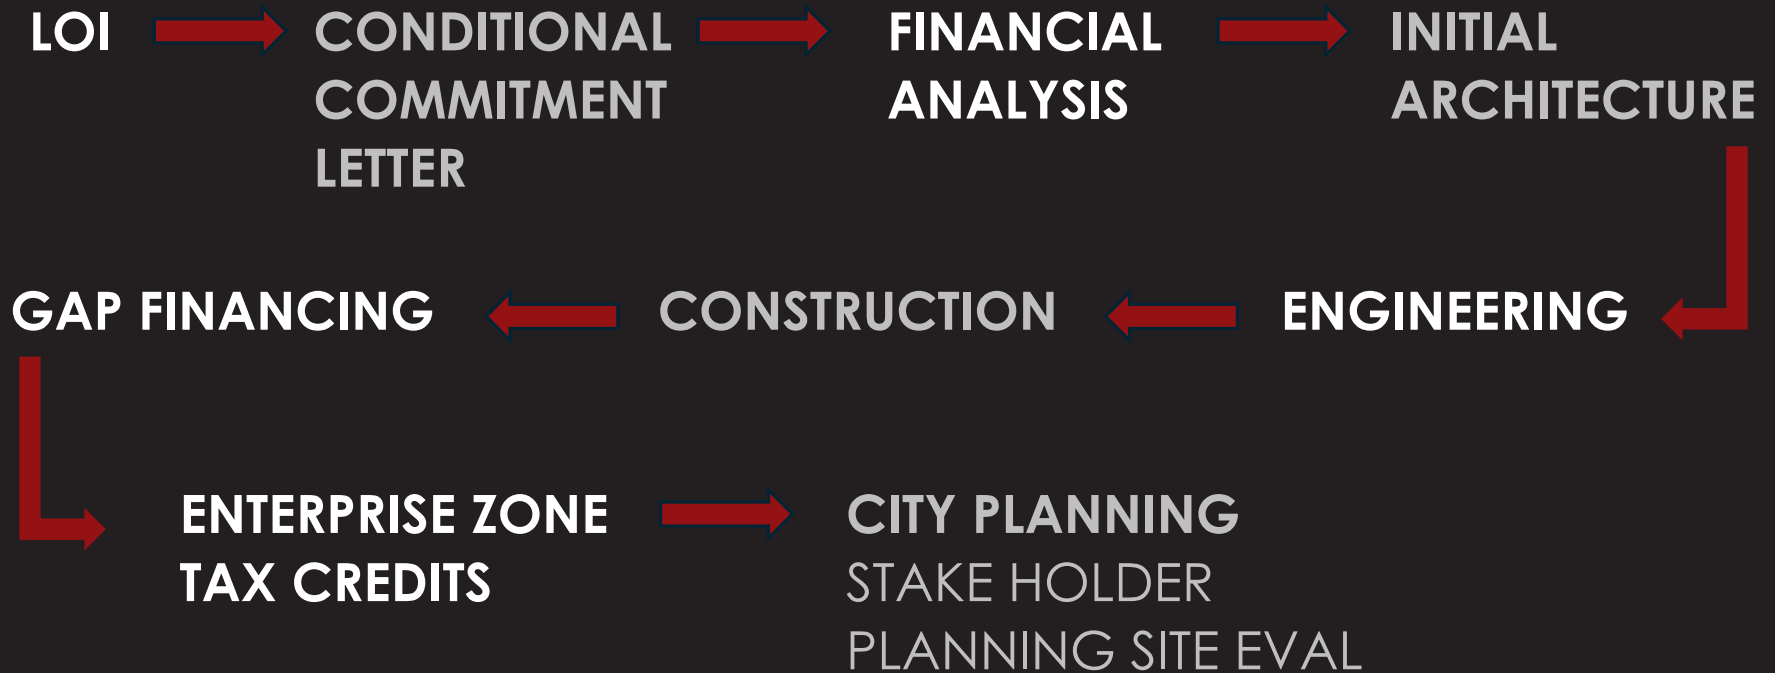 LOI
CONDITIONAL
COMMITMENT
LETTER
FINANCIAL
ANALYSIS
INITIAL
ARCHITECTURE
ENGINEERING
CONSTRUCTION
GAP FINANCING
ENTERPRISE ZONE
TAX CREDITS
CITY PLANNING
STAKE HOLDER
PLANNING SITE EVAL